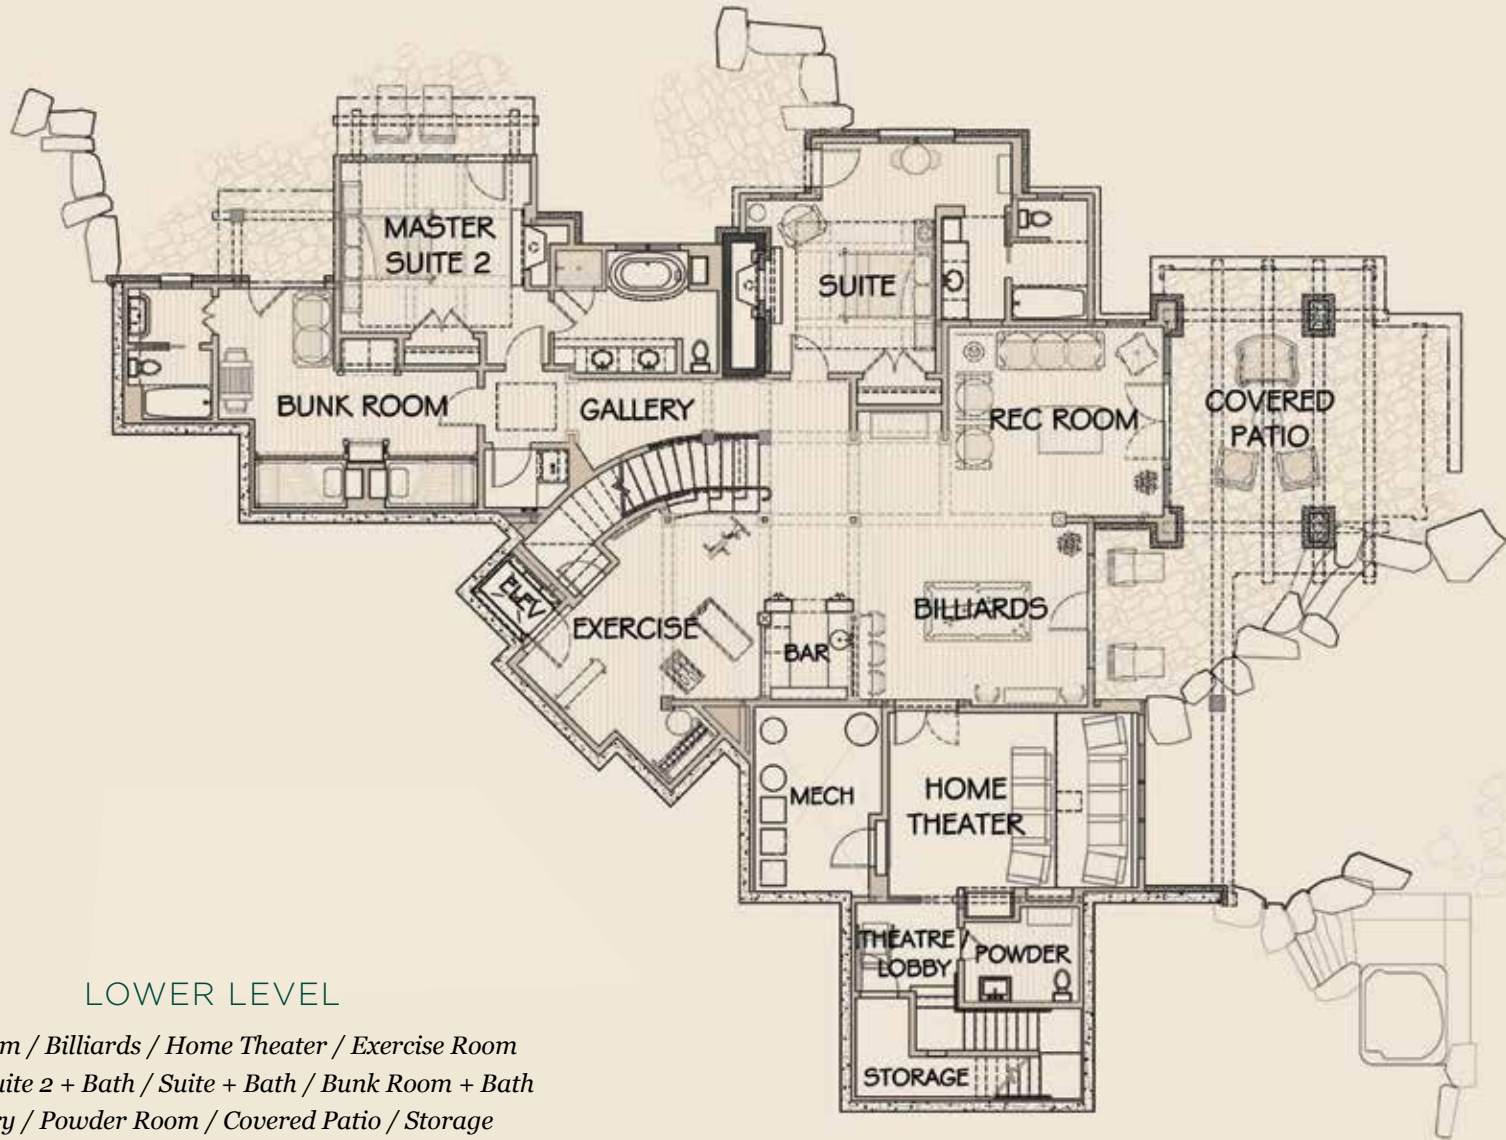 MASTER
SUITE 2
SUITE
BUNK ROOM
GALLERY
REC ROOM
COVERED
PATIO
ELEV
EXERCISE
BAR
BILLIARDS
MECH
HOME
THEATER
THEATRE /
LOBBY
POWDER
STORAGE
LOWER LEVEL
m / Billiards / Home Theater / Exercise Room
uite 2 + Bath / Suite + Bath / Bunk Room + Bath
ry / Powder Room / Covered Patio / Storage